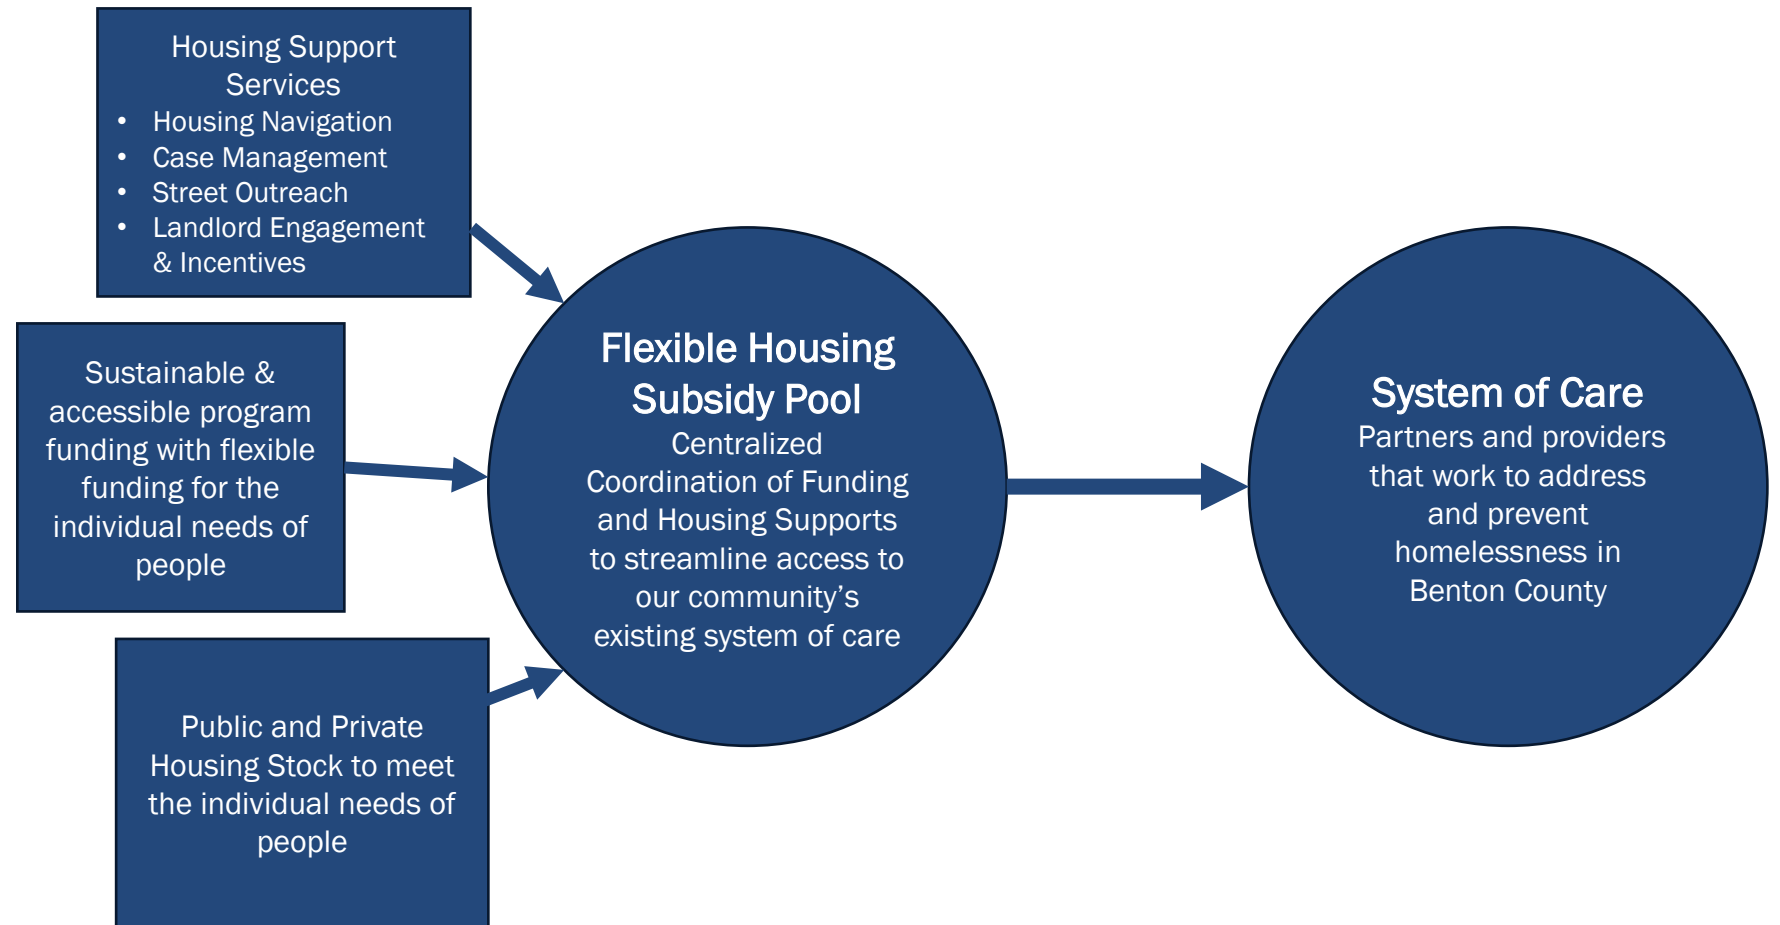 Housing Support
Services
• Housing Navigation
• Case Management
• Street Outreach
• Landlord Engagement
& Incentives
Sustainable &
accessible program
funding with flexible
funding for the
individual needs of
people
Public and Private
Housing Stock to meet
the individual needs of
people
Flexible Housing
Subsidy Pool
Centralized
Coordination of Funding
and Housing Supports
to streamline access to
our community’s
existing system of care
System of Care
Partners and providers
that work to address
and prevent
homelessness in
Benton County